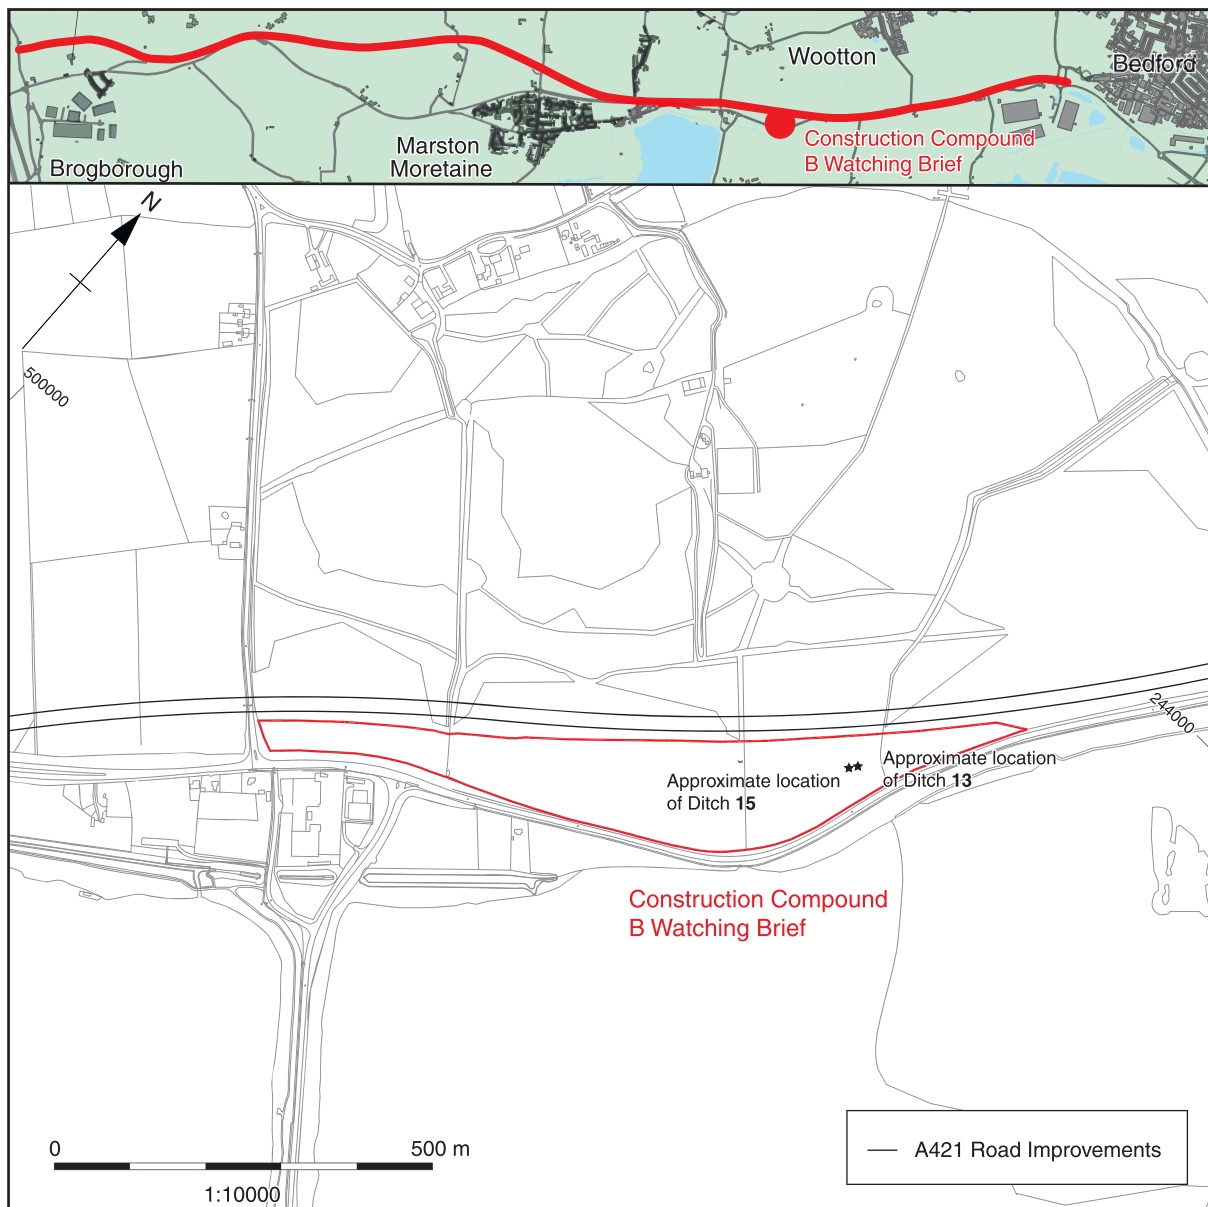 Wootton
Bedford
Construction Compound
B Watching Brief
Marston
Moretaine
Brogborough
N
500000
244000
Approximate location
of Ditch 13
Approximate location
of Ditch 15
Construction Compound
B Watching Brief
0 500 m
1:10000
A421 Road Improvements